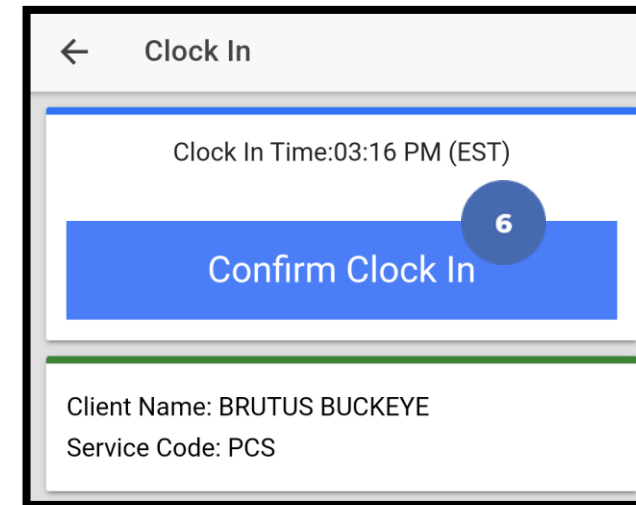 Clock In
Clock In Time:03:16 PM (EST)
6
Confirm Clock In
Client Name: BRUTUS BUCKEYE
Service Code: PCS